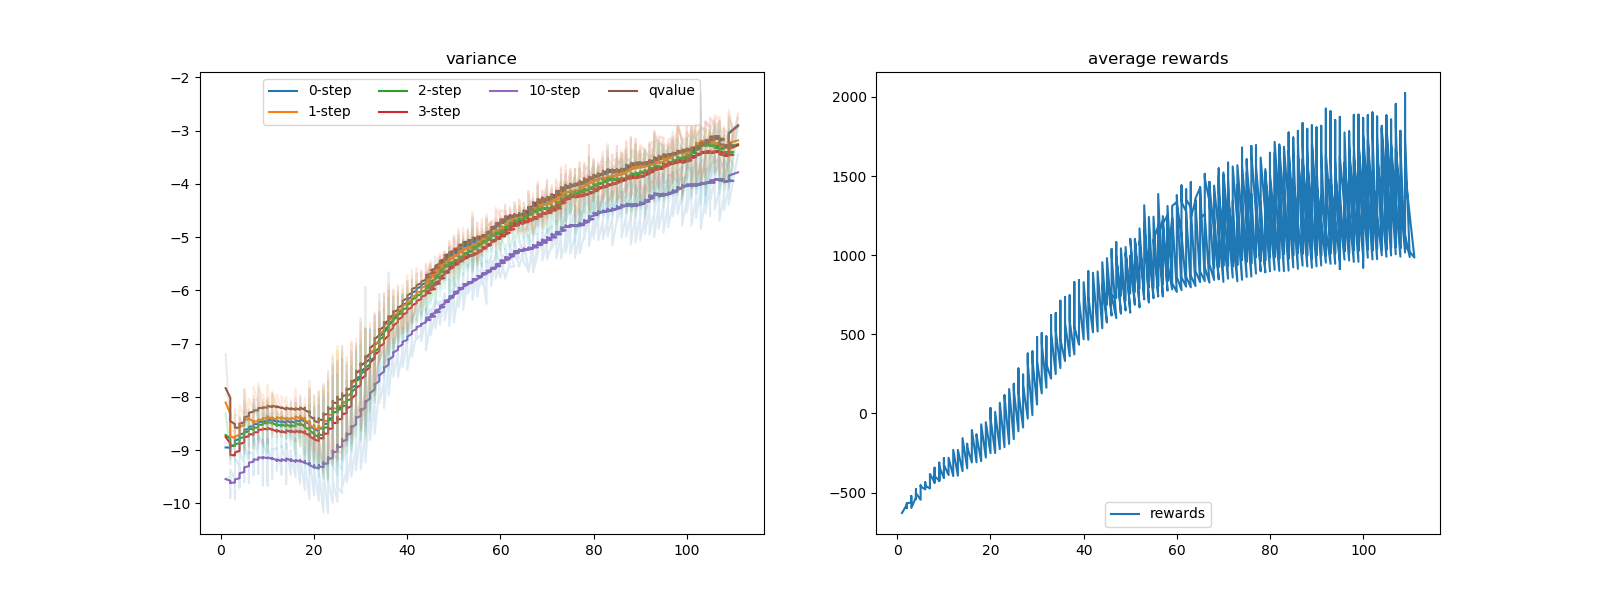 variance
−2
−3
−4
−5
−6
−7
−8
−9
−10
0-step
1-step
2-step
3-step
10-step
qvalue
0 20 40 60 80 100
average rewards
2000
1500
1000
500
0
−500
rewards
0 20 40 60 80 100